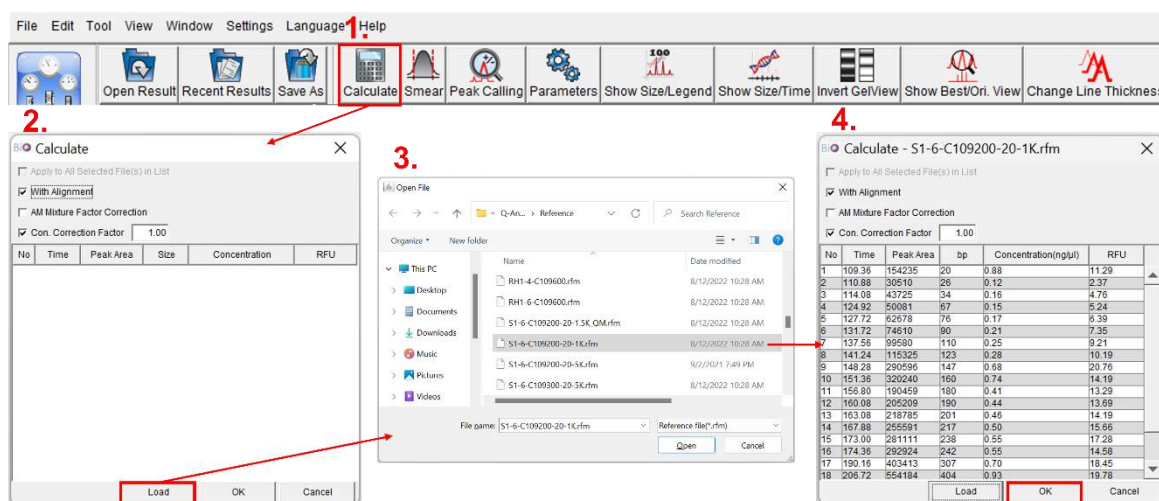 File Edit Tool View Window Settings Language Help
1.
Open Result Recent Results Save As Calculate Smear Peak Calling Parameters Show Size/Legend Show Size/Time Invert GelView Show Best/Ori. View Change Line Thickness
2.
BiO Calculate
Apply to All Selected File(s) in List
With Alignment
AM Mixture Factor Correction
Con. Correction Factor 1.00
No Time Peak Area Size Concentration RFU
Load OK Cancel
3.
Open File
Q-An... › Reference
Search Reference
Organize New folder
Name Date modified
This PC
Desktop
Documents
Downloads
Music
Pictures
Videos
RH1-4-C109600.rfm 8/12/2022 10:28 AM
RH1-6-C109600.rfm 8/12/2022 10:28 AM
S1-6-C109200-20-1.5K_QM.rfm 8/12/2022 10:28 AM
S1-6-C109200-20-1K.rfm 8/12/2022 10:28 AM
S1-6-C109200-20-5K.rfm 9/2/2021 7:49 PM
S1-6-C109300-20-5K.rfm 8/12/2022 10:28 AM
File name: S1-6-C109200-20-1K.rfm Reference file(*.rfm)
Open Cancel
4.
BiO Calculate - S1-6-C109200-20-1K.rfm
Apply to All Selected File(s) in List
With Alignment
AM Mixture Factor Correction
Con. Correction Factor 1.00
No Time Peak Area bp Concentration(ng/µl) RFU
1 109.36 154235 20 0.88 11.29
2 110.88 30510 26 0.12 2.37
3 114.08 43725 34 0.16 4.76
4 124.92 50081 67 0.15 5.24
5 127.72 62678 76 0.17 6.39
6 131.72 74610 90 0.21 7.35
7 137.56 99580 110 0.25 9.21
8 141.24 115325 123 0.28 10.19
9 148.28 290596 147 0.68 20.76
10 151.36 320240 160 0.74 14.19
11 156.80 190459 180 0.41 13.29
12 160.08 205209 190 0.44 13.69
13 163.08 218785 201 0.46 14.19
14 167.88 255591 217 0.50 15.66
15 173.00 281111 238 0.55 17.28
16 174.36 292924 242 0.55 14.58
17 190.16 403413 307 0.70 18.45
18 206.72 554184 404 0.93 19.78
Load OK Cancel